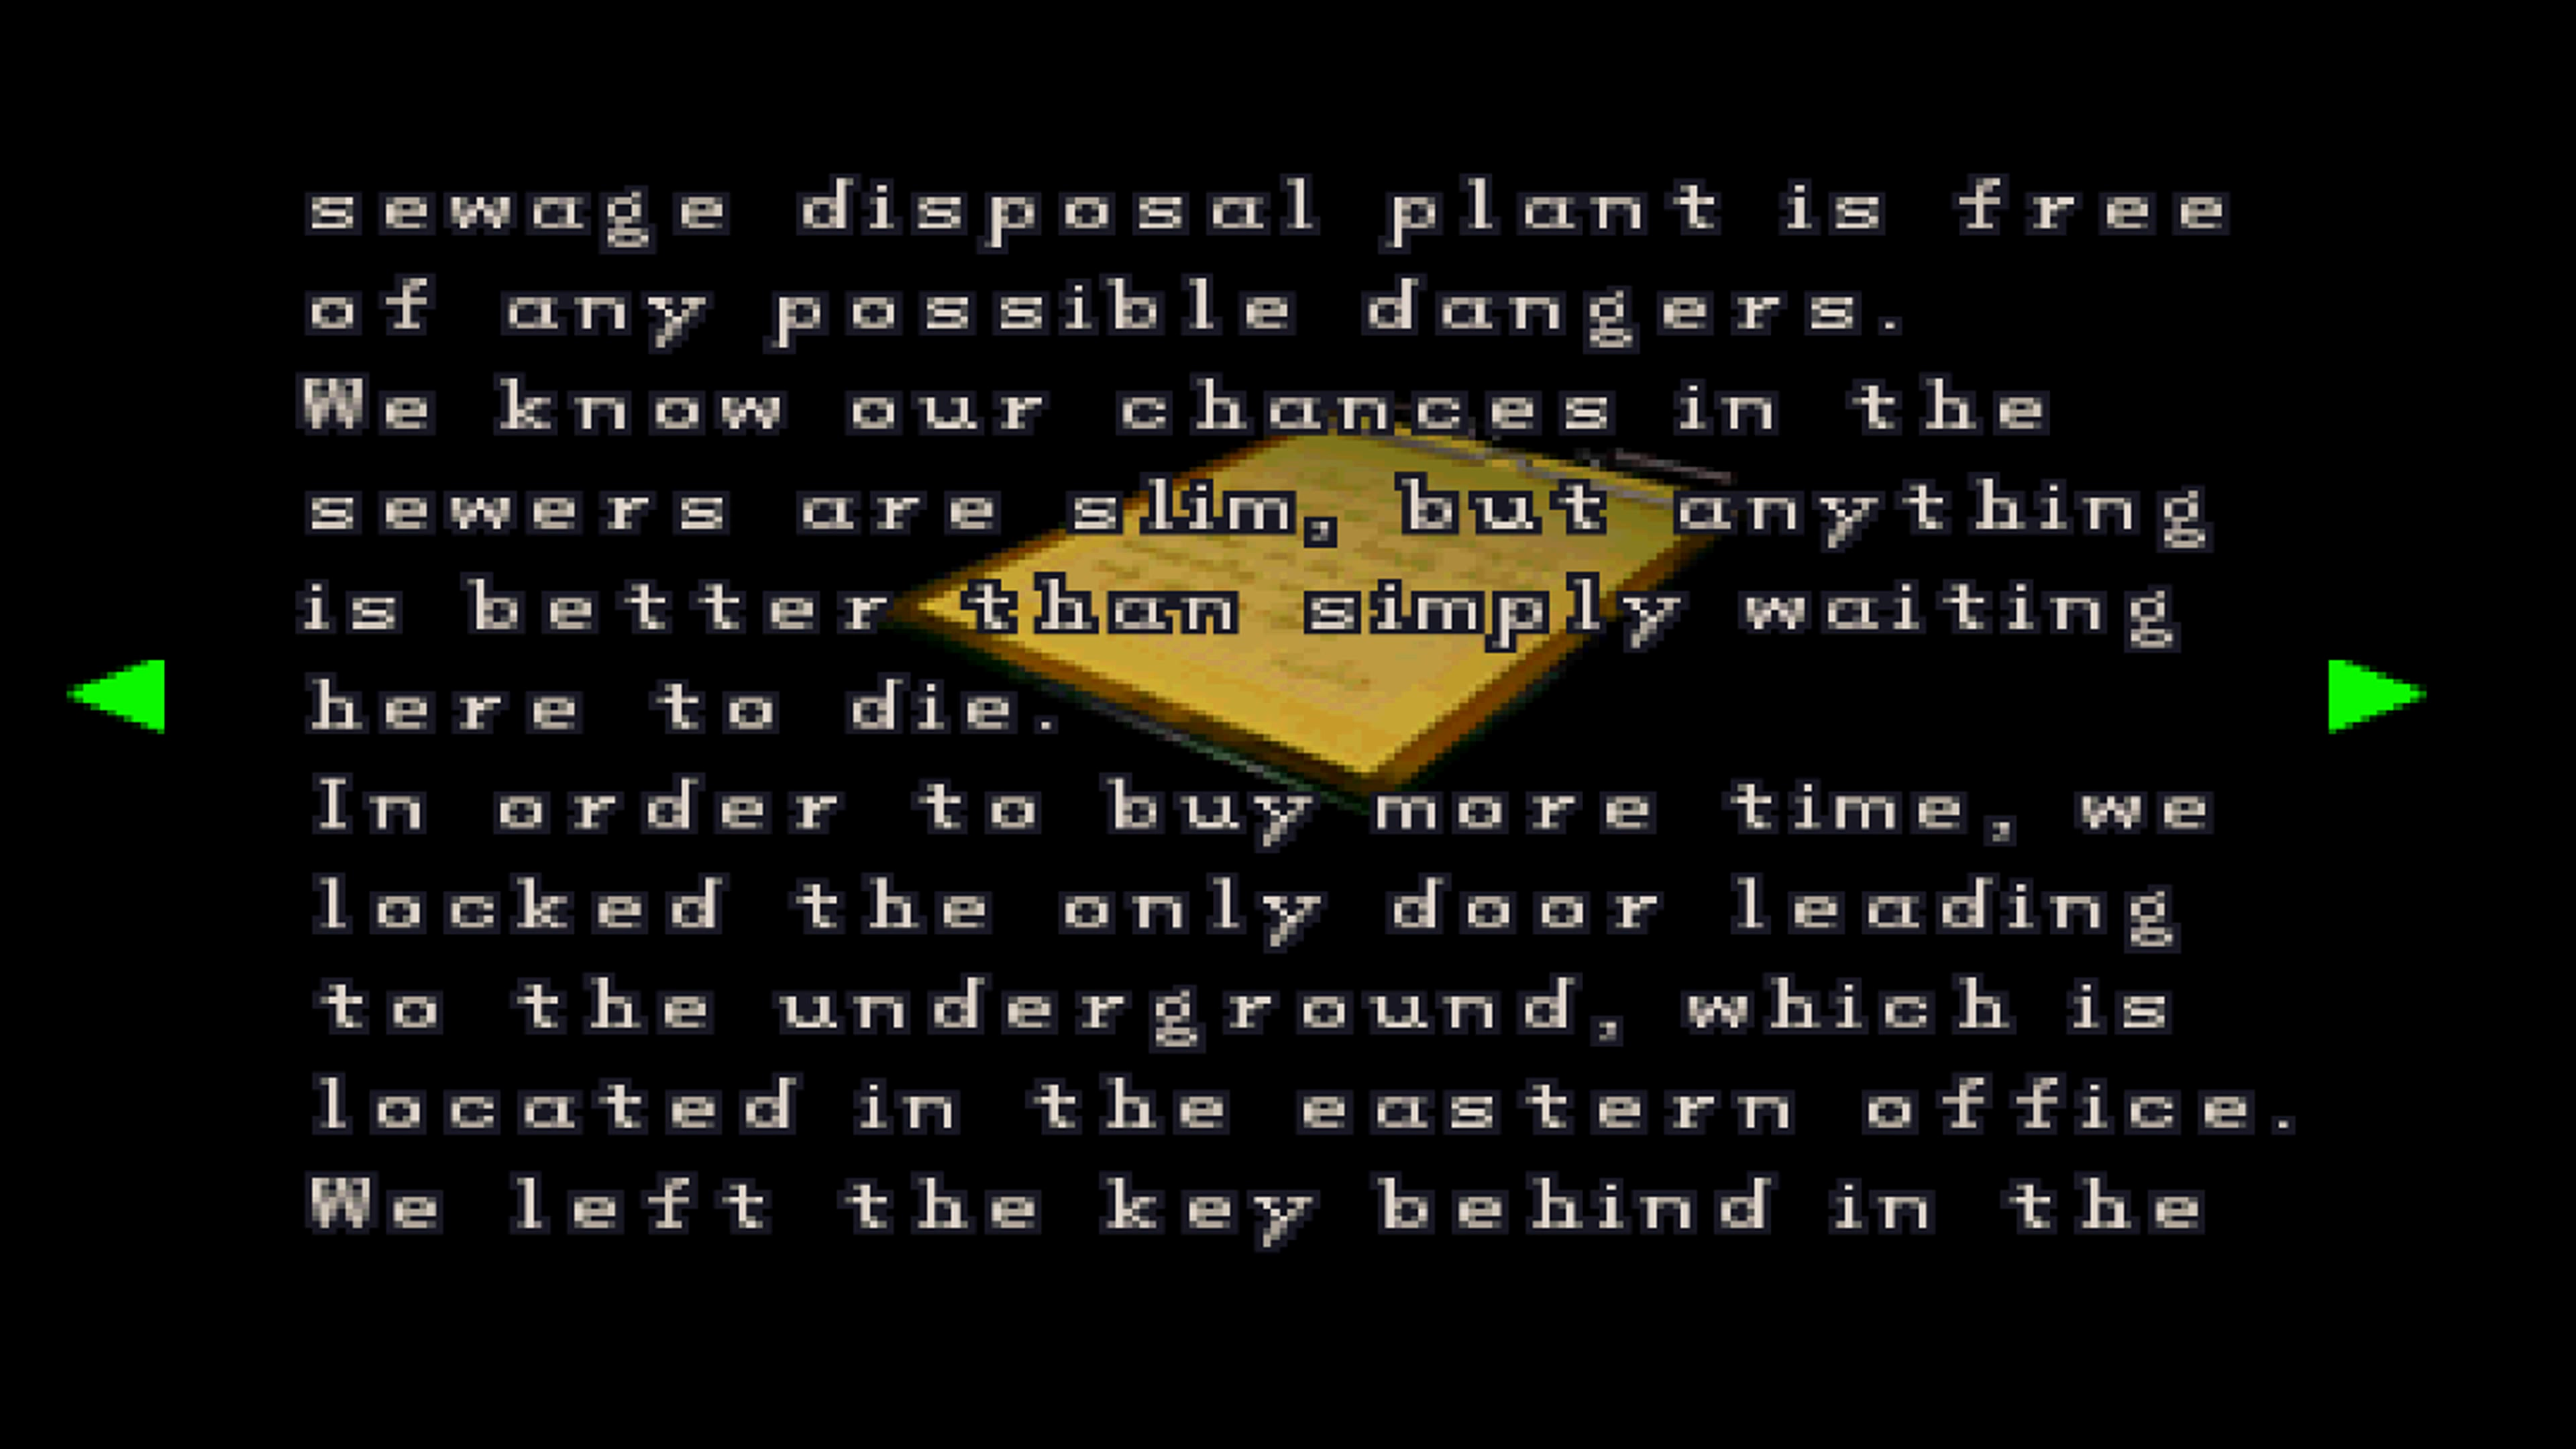 sewage disposal plant is free
of any possible dangers.
We know our chances in the
sewers are slim, but anything
is better than simply waiting
here to die.
In order to buy more time, we
locked the only door leading
to the underground, which is
located in the eastern office.
We left the key behind in the